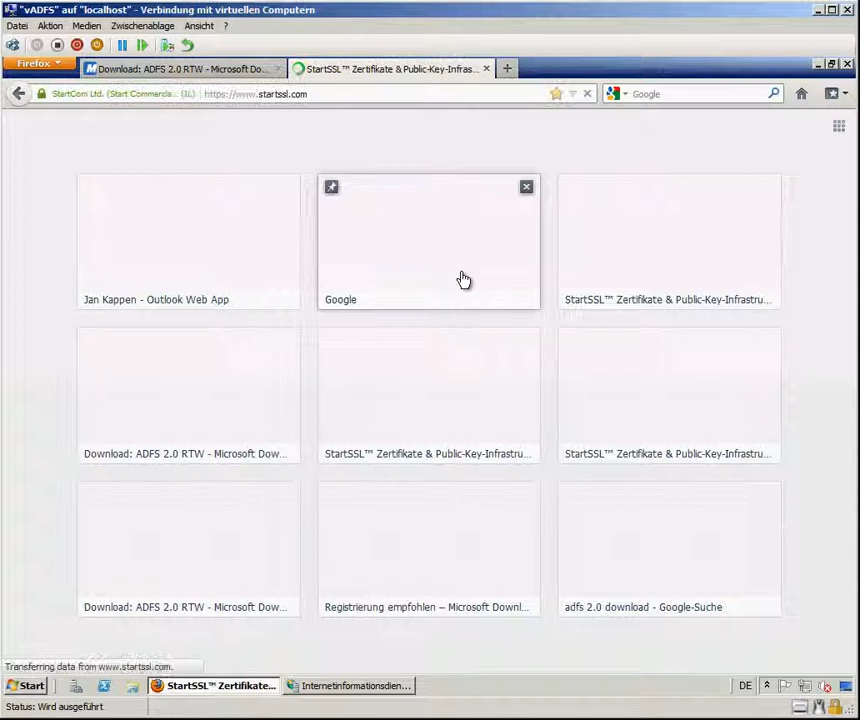 "vADFS" auf "localhost" - Verbindung mit virtuellen Computern
Datei Aktion Medien Zwischenablage Ansicht ?
Firefox
Download: ADFS 2.0 RTW - Microsoft Do...
StartSSL™ Zertifikate & Public-Key-Infras...
StartCom Ltd. (Start Commercia... (IL)
https://www.startssl.com
Google
Jan Kappen - Outlook Web App
Google
StartSSL™ Zertifikate & Public-Key-Infrastru...
Download: ADFS 2.0 RTW - Microsoft Dow...
StartSSL™ Zertifikate & Public-Key-Infrastru...
StartSSL™ Zertifikate & Public-Key-Infrastru...
Download: ADFS 2.0 RTW - Microsoft Dow...
Registrierung empfohlen – Microsoft Downl...
adfs 2.0 download - Google-Suche
Transferring data from www.startssl.com.
Start
StartSSL™ Zertifikate...
Internetinformationsdien...
DE
Status: Wird ausgeführt